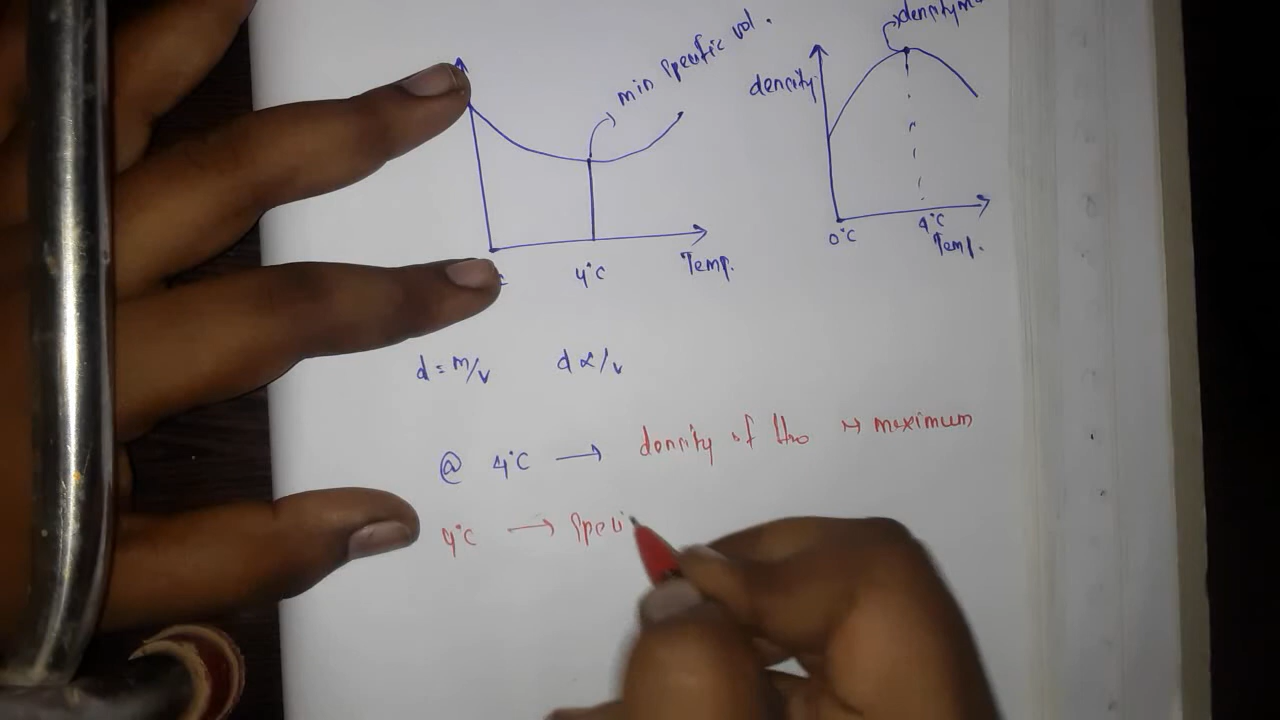 min specific vol.
4°C
Temp.
density
0°C
4°C
Temp.
d = m/v d ∝ 1/v
@ 4°C → density of H2O → maximum
4°C → Speci